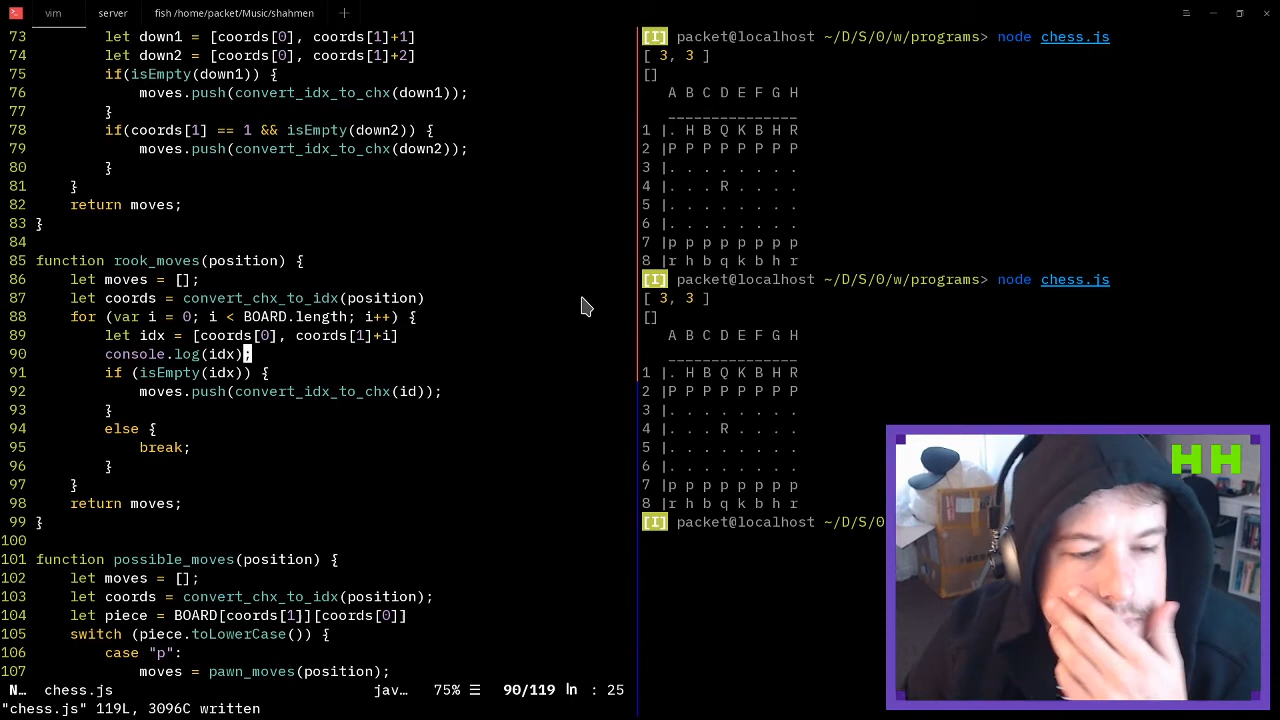 vim server fish /home/packet/Music/shahmen +
73 let down1 = [coords[0], coords[1]+1]
74 let down2 = [coords[0], coords[1]+2]
75 if(isEmpty(down1)) {
76 moves.push(convert_idx_to_chx(down1));
77 }
78 if(coords[1] == 1 && isEmpty(down2)) {
79 moves.push(convert_idx_to_chx(down2));
80 }
81 }
82 return moves;
83 }
84
85 function rook_moves(position) {
86 let moves = [];
87 let coords = convert_chx_to_idx(position)
88 for (var i = 0; i < BOARD.length; i++) {
89 let idx = [coords[0], coords[1]+i]
90 console.log(idx);
91 if (isEmpty(idx)) {
92 moves.push(convert_idx_to_chx(id));
93 }
94 else {
95 break;
96 }
97 }
98 return moves;
99 }
100
101 function possible_moves(position) {
102 let moves = [];
103 let coords = convert_chx_to_idx(position);
104 let piece = BOARD[coords[1]][coords[0]]
105 switch (piece.toLowerCase()) {
106 case "p":
107 moves = pawn_moves(position);
N… chess.js jav… 75% ☰ 90/119 ln : 25
"chess.js" 119L, 3096C written
[I] packet@localhost ~/D/S/0/w/programs> node chess.js
[ 3, 3 ]
[]
A B C D E F G H
_______________
1 |. H B Q K B H R
2 |P P P P P P P P
3 |. . . . . . . .
4 |. . . R . . . .
5 |. . . . . . . .
6 |. . . . . . . .
7 |p p p p p p p p
8 |r h b q k b h r
[I] packet@localhost ~/D/S/0/w/programs> node chess.js
[ 3, 3 ]
[]
A B C D E F G H
_______________
1 |. H B Q K B H R
2 |P P P P P P P P
3 |. . . . . . . .
4 |. . . R . . . .
5 |. . . . . . . .
6 |. . . . . . . .
7 |p p p p p p p p
8 |r h b q k b h r
[I] packet@localhost ~/D/S/0
HH